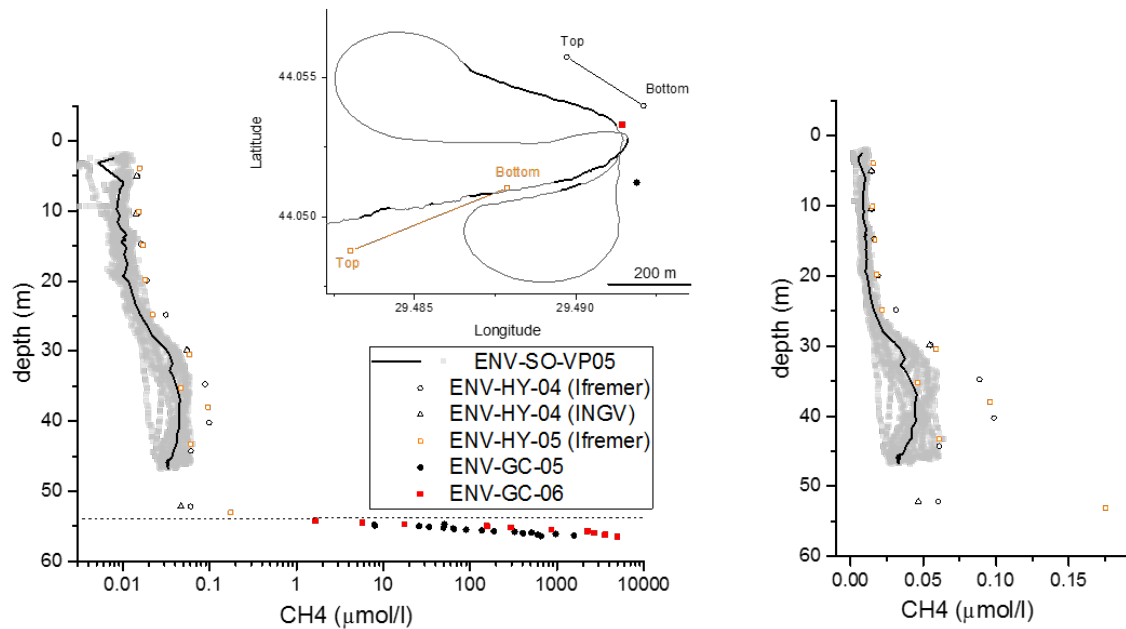 Top
Bottom
44.055
44.050
Latitude
Bottom
Top
200 m
29.485
29.490
Longitude
0
10
20
30
40
50
60
depth (m)
0.01
0.1
1
10
100
1000
10000
CH4 (µmol/l)
ENV-SO-VP05
ENV-HY-04 (Ifremer)
ENV-HY-04 (INGV)
ENV-HY-05 (Ifremer)
ENV-GC-05
ENV-GC-06
0
10
20
30
40
50
60
depth (m)
0.00
0.05
0.10
0.15
CH4 (µmol/l)